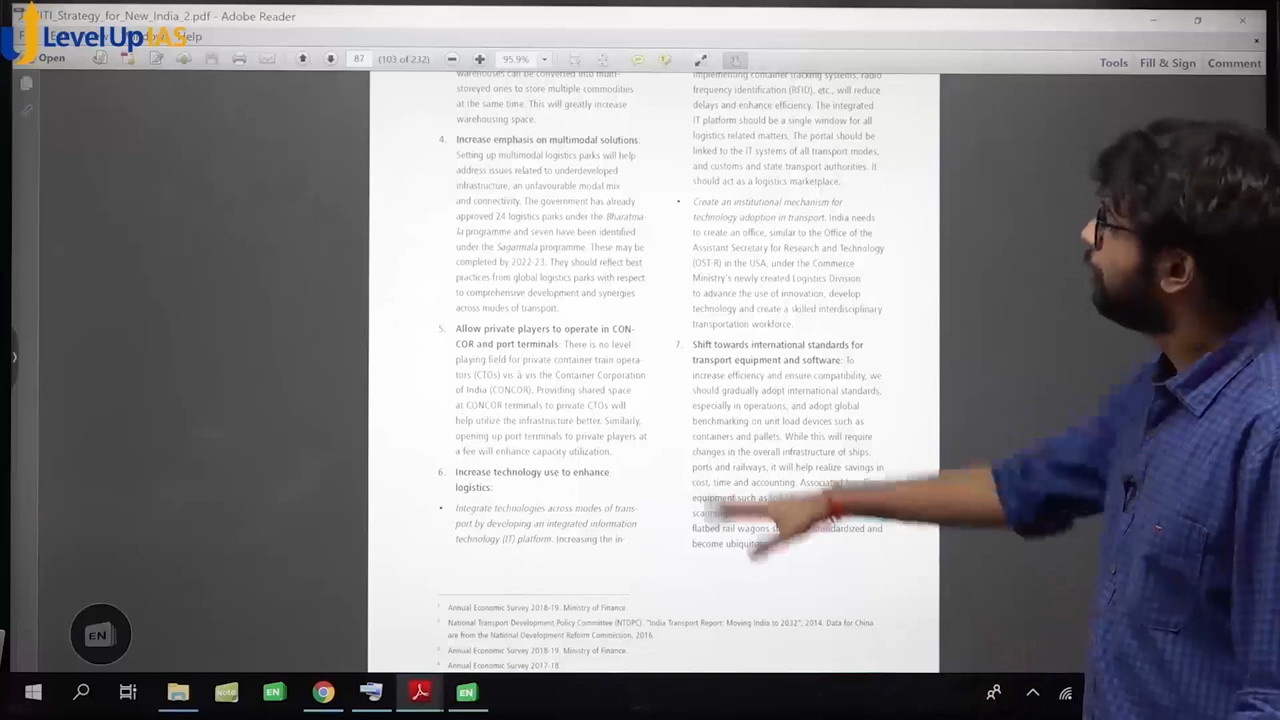 NITI_Strategy_for_New_India_2.pdf - Adobe Reader
LevelUp IAS
Help
Open
87
(103 of 232)
95.9%
Tools
Fill & Sign
Comment
warehouses can be converted into multi-
storeyed ones to store multiple commodities
at the same time. This will greatly increase
warehousing space.
4. Increase emphasis on multimodal solutions:
Setting up multimodal logistics parks will help
address issues related to underdeveloped
infrastructure, an unfavourable modal mix
and connectivity. The government has already
approved 24 logistics parks under the Bharatma-
la programme and seven have been identified
under the Sagarmala programme. These may be
completed by 2022-23. They should reflect best
practices from global logistics parks with respect
to comprehensive development and synergies
across modes of transport.
5. Allow private players to operate in CON-
COR and port terminals: There is no level
playing field for private container train opera-
tors (CTOs) vis à vis the Container Corporation
of India (CONCOR). Providing shared space
at CONCOR terminals to private CTOs will
help utilize the infrastructure better. Similarly,
opening up port terminals to private players at
a fee will enhance capacity utilization.
6. Increase technology use to enhance
logistics:
• Integrate technologies across modes of trans-
port by developing an integrated information
technology (IT) platform. Increasing the in-
implementing container tracking systems, radio
frequency identification (RFID), etc., will reduce
delays and enhance efficiency. The integrated
IT platform should be a single window for all
logistics related matters. The portal should be
linked to the IT systems of all transport modes,
and customs and state transport authorities. It
should act as a logistics marketplace.
• Create an institutional mechanism for
technology adoption in transport. India needs
to create an office, similar to the Office of the
Assistant Secretary for Research and Technology
(OST-R) in the USA, under the Commerce
Ministry's newly created Logistics Division
to advance the use of innovation, develop
technology and create a skilled interdisciplinary
transportation workforce.
7. Shift towards international standards for
transport equipment and software: To
increase efficiency and ensure compatibility, we
should gradually adopt international standards,
especially in operations, and adopt global
benchmarking on unit load devices such as
containers and pallets. While this will require
changes in the overall infrastructure of ships,
ports and railways, it will help realize savings in
cost, time and accounting. Associated
equipment such as
flatbed rail wagons standardized and
become
1 Annual Economic Survey 2018-19. Ministry of Finance.
2 National Transport Development Policy Committee (NTDPC). "India Transport Report: Moving India to 2032", 2014. Data for China
are from the National Development Reform Commission, 2016.
3 Annual Economic Survey 2018-19. Ministry of Finance.
4 Annual Economic Survey 2017-18.
EN
Note
EN
EN